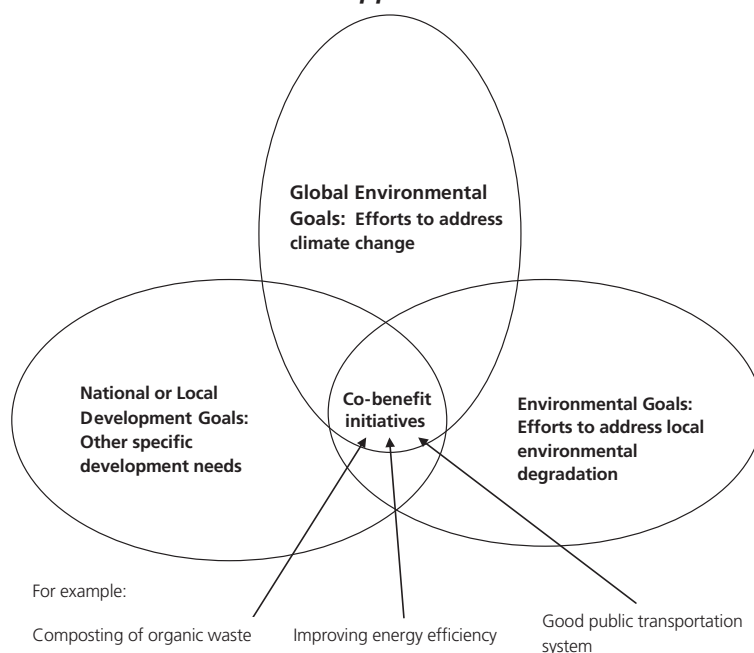 Global Environmental
Goals: Efforts to address
climate change
National or Local
Development Goals:
Other specific
development needs
Co-benefit
initiatives
Environmental Goals:
Efforts to address local
environmental
degradation
For example:
Composting of organic waste
Improving energy efficiency
Good public transportation
system